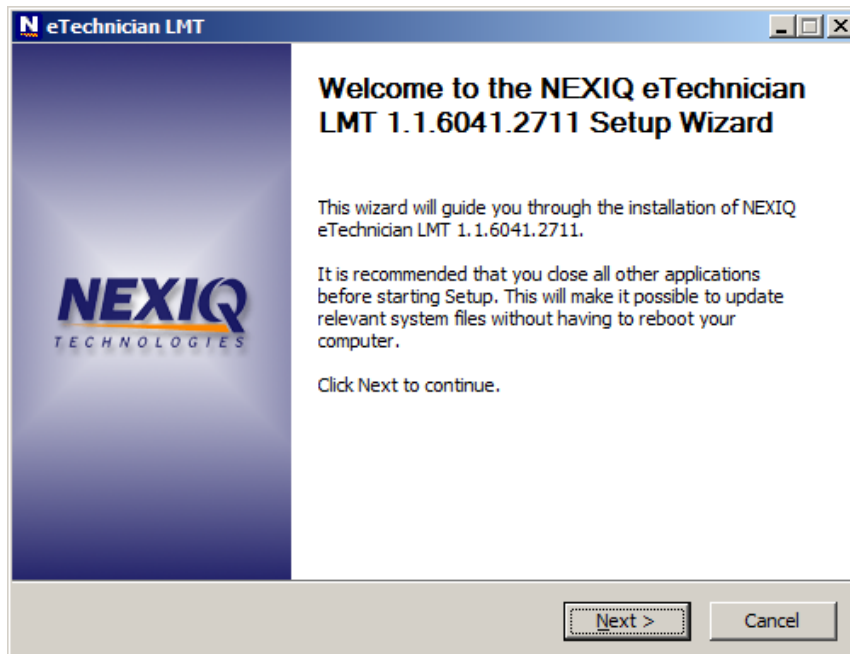 N eTechnician LMT
Welcome to the NEXIQ eTechnician
LMT 1.1.6041.2711 Setup Wizard
This wizard will guide you through the installation of NEXIQ
eTechnician LMT 1.1.6041.2711.
It is recommended that you close all other applications
before starting Setup. This will make it possible to update
relevant system files without having to reboot your
computer.
Click Next to continue.
NEXIQ
TECHNOLOGIES
Next >
Cancel